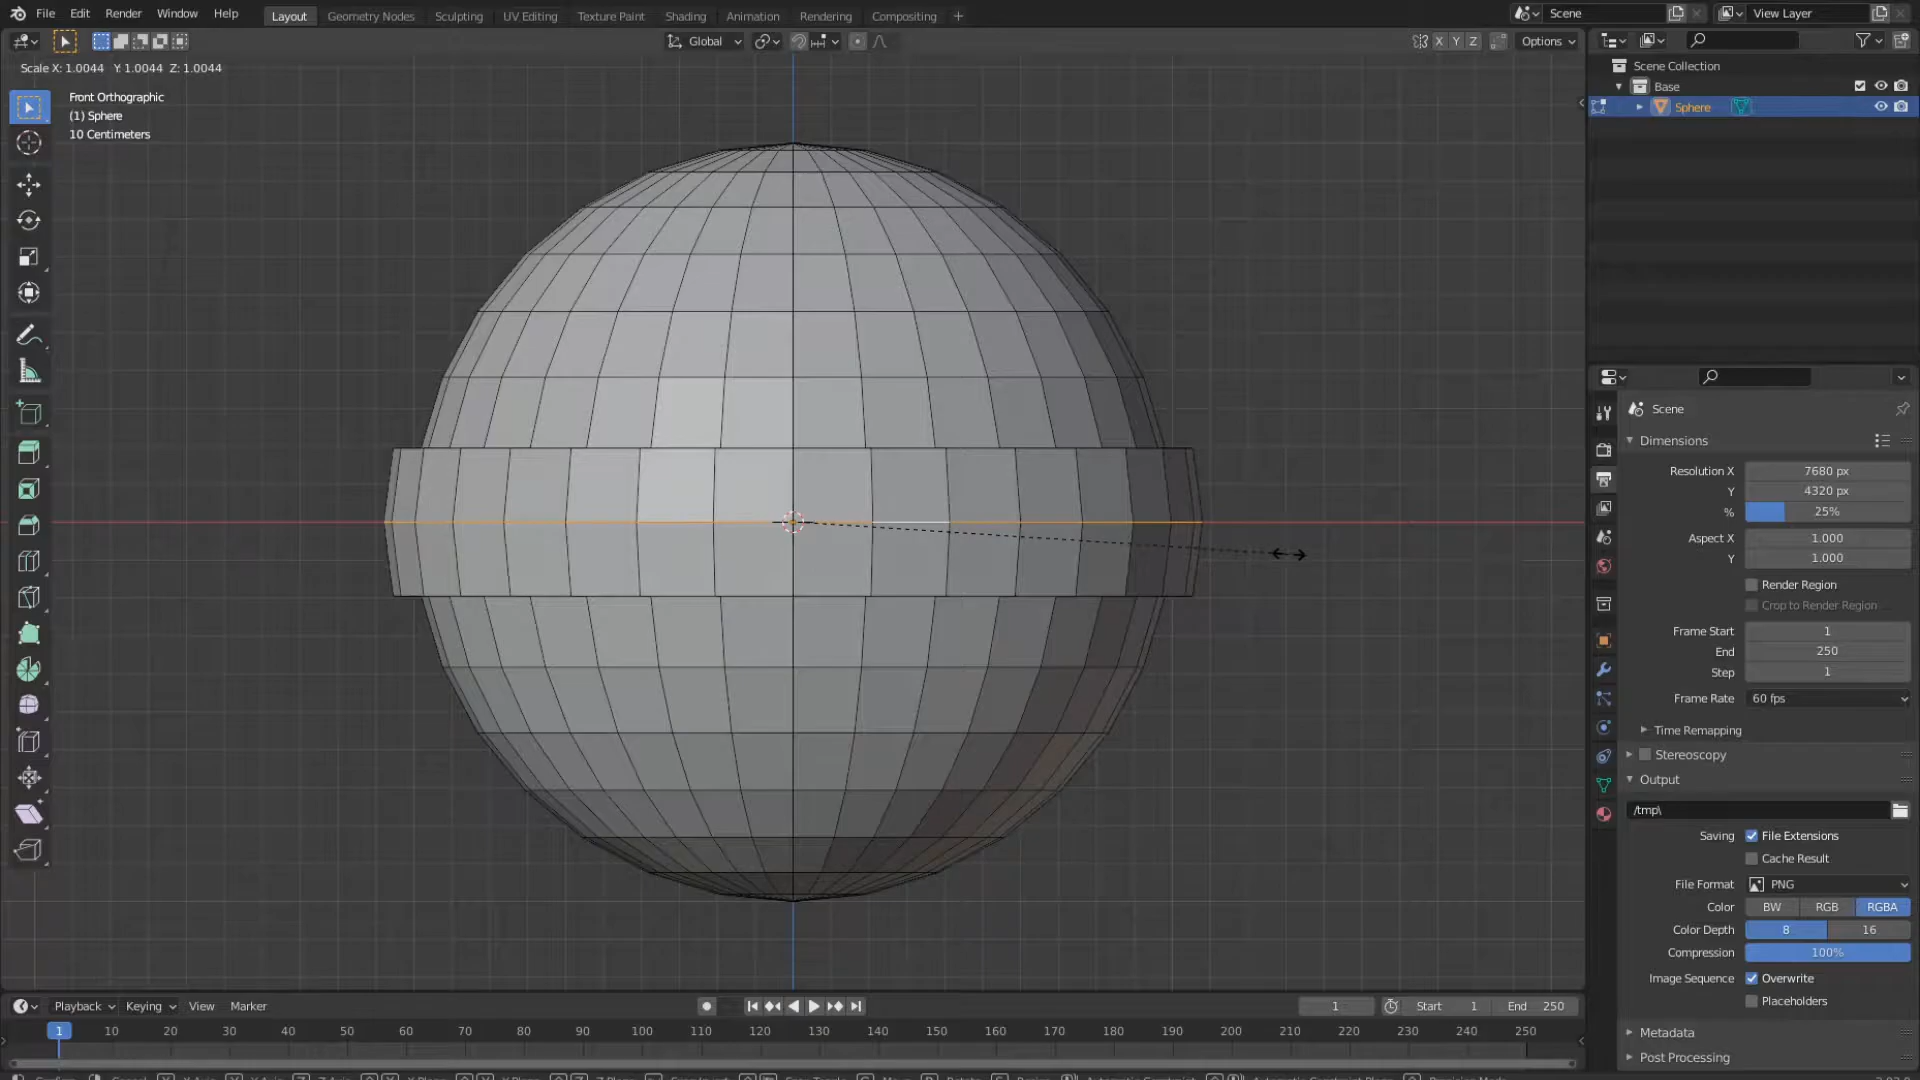 File Edit Render Window Help Layout Geometry Nodes Sculpting UV Editing Texture Paint Shading Animation Rendering Compositing Scene View Layer
Global X Y Z Options
Scale X: 1.0044 Y: 1.0044 Z: 1.0044
Front Orthographic
(1) Sphere
10 Centimeters
Scene Collection
Base
Sphere
Scene
Dimensions
Resolution X 7680 px
Y 4320 px
% 25%
Aspect X 1.000
Y 1.000
Render Region
Crop to Render Region
Frame Start 1
End 250
Step 1
Frame Rate 60 fps
Time Remapping
Stereoscopy
Output
/tmp\
Saving File Extensions
Cache Result
File Format PNG
Color BW RGB RGBA
Color Depth 8 16
Compression 100%
Image Sequence Overwrite
Placeholders
Metadata
Post Processing
Playback Keying View Marker 1 Start 1 End 250
1 10 20 30 40 50 60 70 80 90 100 110 120 130 140 150 160 170 180 190 200 210 220 230 240 250